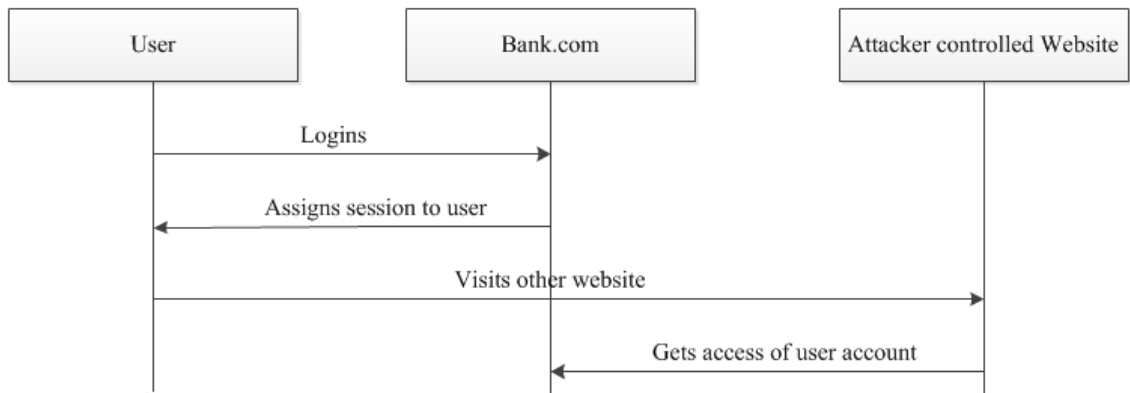 User
Bank.com
Attacker controlled Website
Logins
Assigns session to user
Visits other website
Gets access of user account